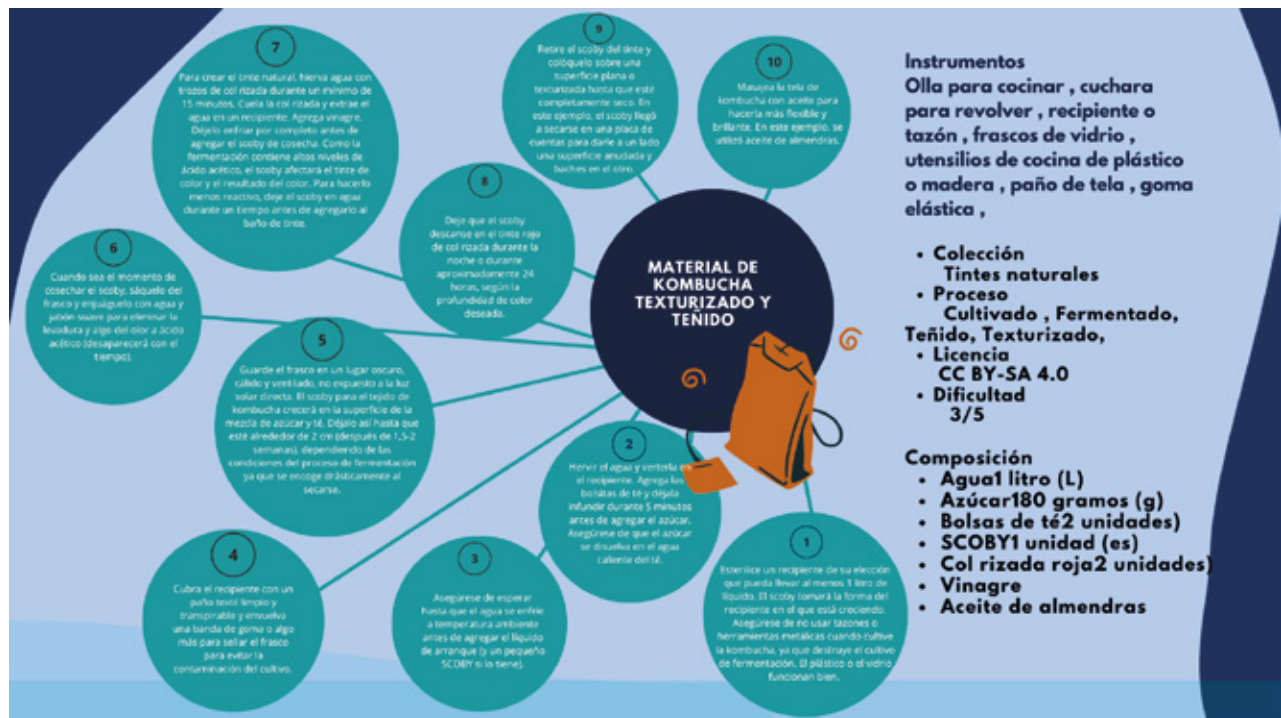 MATERIAL DE
KOMBUCHA
TEXTURIZADO Y
TEÑIDO
1
Esterilice un recipiente de su elección
que pueda llevar al menos 1 litro de
líquido. El scoby tomará la forma del
recipiente en el que está creciendo.
Asegúrese de no usar tazones o
herramientas metálicas cuando cultive
la kombucha, ya que destruye el cultivo
de fermentación. El plástico o el vidrio
funcionan bien.
2
Hervir el agua y verterla en
el recipiente. Agrega las
bolsitas de té y déjala
infundir durante 5 minutos
antes de agregar el azúcar.
Asegúrese de que el azúcar
se disuelva en el agua
caliente del té.
3
Asegúrese de esperar
hasta que el agua se enfríe
a temperatura ambiente
antes de agregar el líquido
de arranque (y un pequeño
SCOBY si lo tiene).
4
Cubra el recipiente con un
paño textil limpio y
transpirable y envuelva
una banda de goma o algo
más para sellar el frasco
para evitar la
contaminación del cultivo.
5
Guarde el frasco en un lugar oscuro,
cálido y ventilado, no expuesto a la luz
solar directa. El scoby para el tejido de
kombucha crecerá en la superficie de la
mezcla de azúcar y té. Déjalo así hasta que
esté alrededor de 2 cm (después de 1,5-2
semanas), dependiendo de las
condiciones del proceso de fermentación
ya que se encoge drásticamente al
secarse.
6
Cuando sea el momento de
cosechar el scoby, sáquelo del
frasco y enjuáguelo con agua y
jabón suave para eliminar la
levadura y algo del olor a ácido
acético (desaparecerá con el
tiempo).
7
Para crear el tinte natural, hierva agua con
trozos de col rizada durante un mínimo de
15 minutos. Cuela la col rizada y extrae el
agua en un recipiente. Agrega vinagre.
Déjelo enfriar por completo antes de
agregar el scoby de cosecha. Como la
fermentación contiene altos niveles de
ácido acético, el scoby afectará el tinte de
color y el resultado del color. Para hacerlo
menos reactivo, deje el scoby en agua
durante un tiempo antes de agregarlo al
baño de tinte.
8
Deje que el scoby
descanse en el tinte rojo
de col rizada durante la
noche o durante
aproximadamente 24
horas, según la
profundidad de color
deseada.
9
Retire el scoby del tinte y
colóquelo sobre una
superficie plana o
texturizada hasta que esté
completamente seco. En
este ejemplo, el scoby llegó
a secarse en una placa de
cuentas para darle a un lado
una superficie anudada y
baches en el otro.
10
Masajea la tela de
kombucha con aceite para
hacerla más flexible y
brillante. En este ejemplo, se
utilizó aceite de almendras.
Instrumentos
Olla para cocinar , cuchara
para revolver , recipiente o
tazón , frascos de vidrio ,
utensilios de cocina de plástico
o madera , paño de tela , goma
elástica ,
• Colección
Tintes naturales
• Proceso
Cultivado , Fermentado,
Teñido, Texturizado,
• Licencia
CC BY-SA 4.0
• Dificultad
3/5
Composición
• Agua1 litro (L)
• Azúcar180 gramos (g)
• Bolsas de té2 unidades)
• SCOBY1 unidad (es)
• Col rizada roja2 unidades)
• Vinagre
• Aceite de almendras